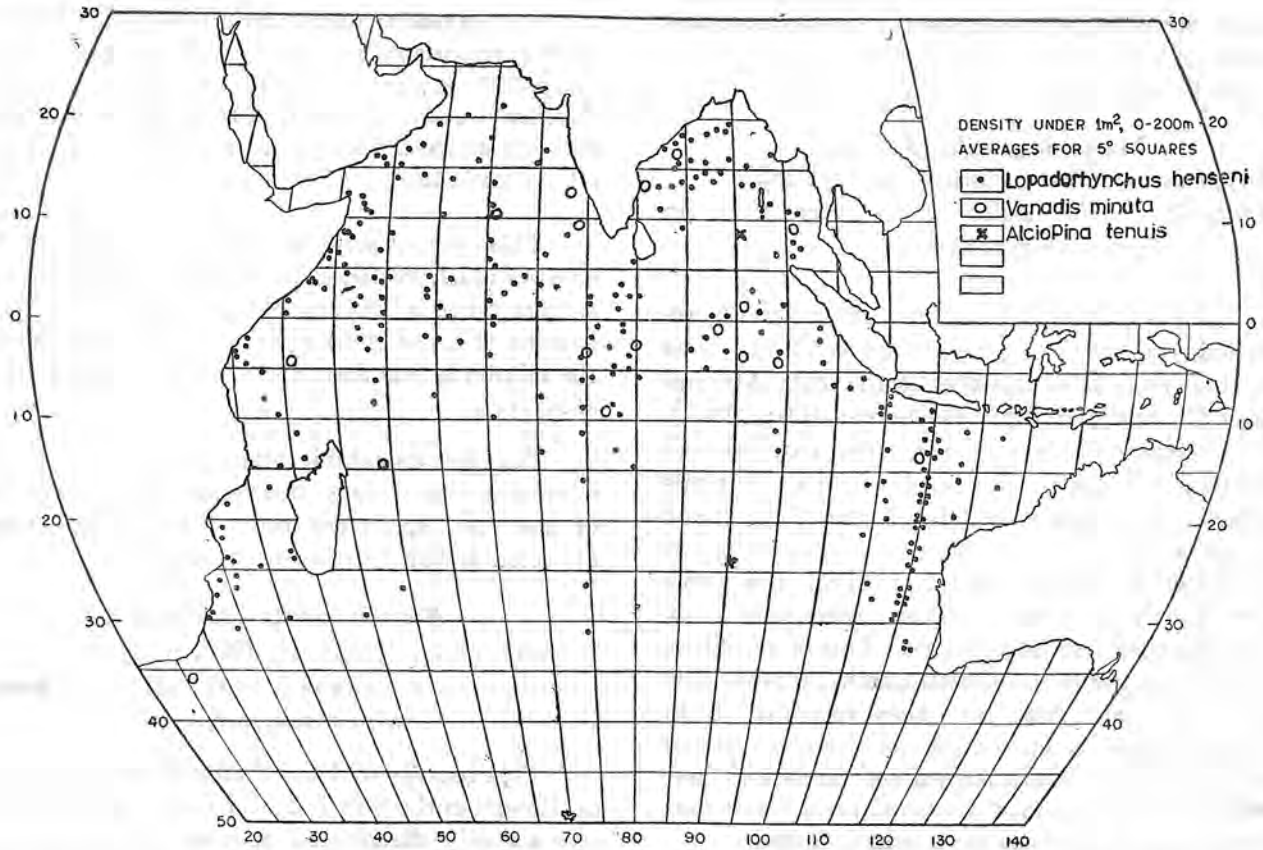 30
30
20
DENSITY UNDER 1m², 0-200m
20
AVERAGES FOR 5° SQUARES
Lopadorhynchus henseni
10
Vanadis minuta
10
AlcioPina tenuis
0
0
10
10
20
20
30
30
40
40
50
20 30 40 50 60 70 80 90 100 110 120 130 140